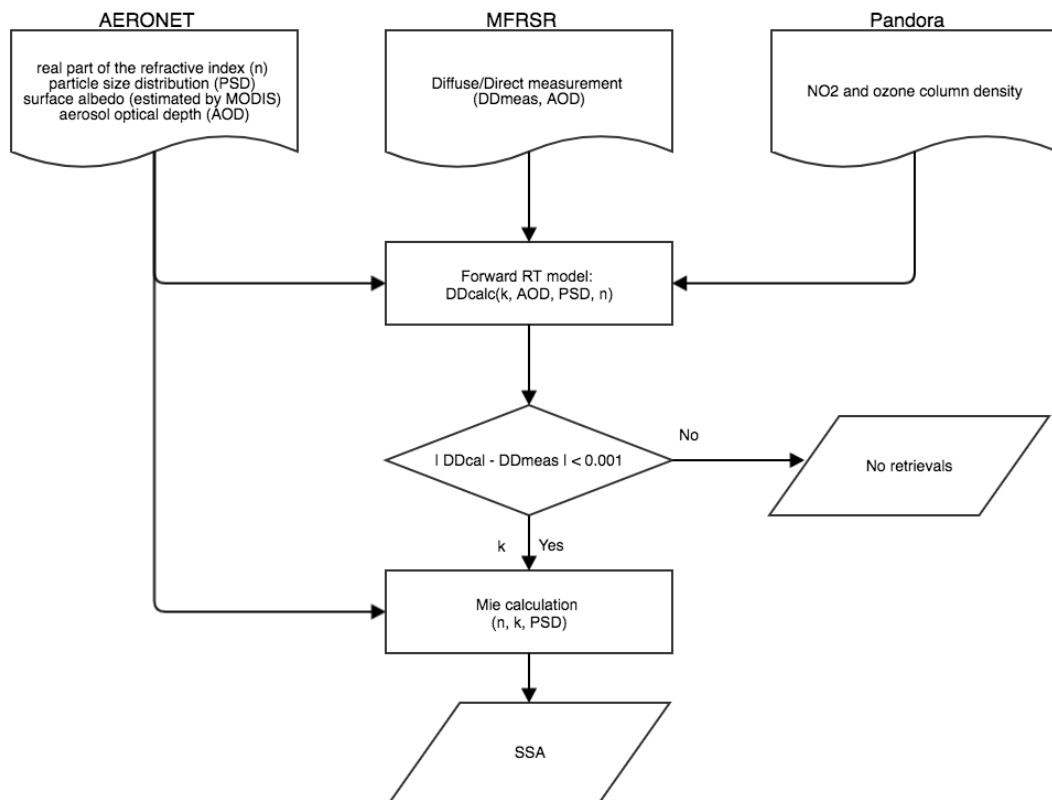 AERONET
MFRSR
Pandora
real part of the refractive index (n)
particle size distribution (PSD)
surface albedo (estimated by MODIS)
aerosol optical depth (AOD)
Diffuse/Direct measurement
(DDmeas, AOD)
NO2 and ozone column density
Forward RT model:
DDcalc(k, AOD, PSD, n)
| DDcal - DDmeas | < 0.001
No
No retrievals
k
Yes
Mie calculation
(n, k, PSD)
SSA